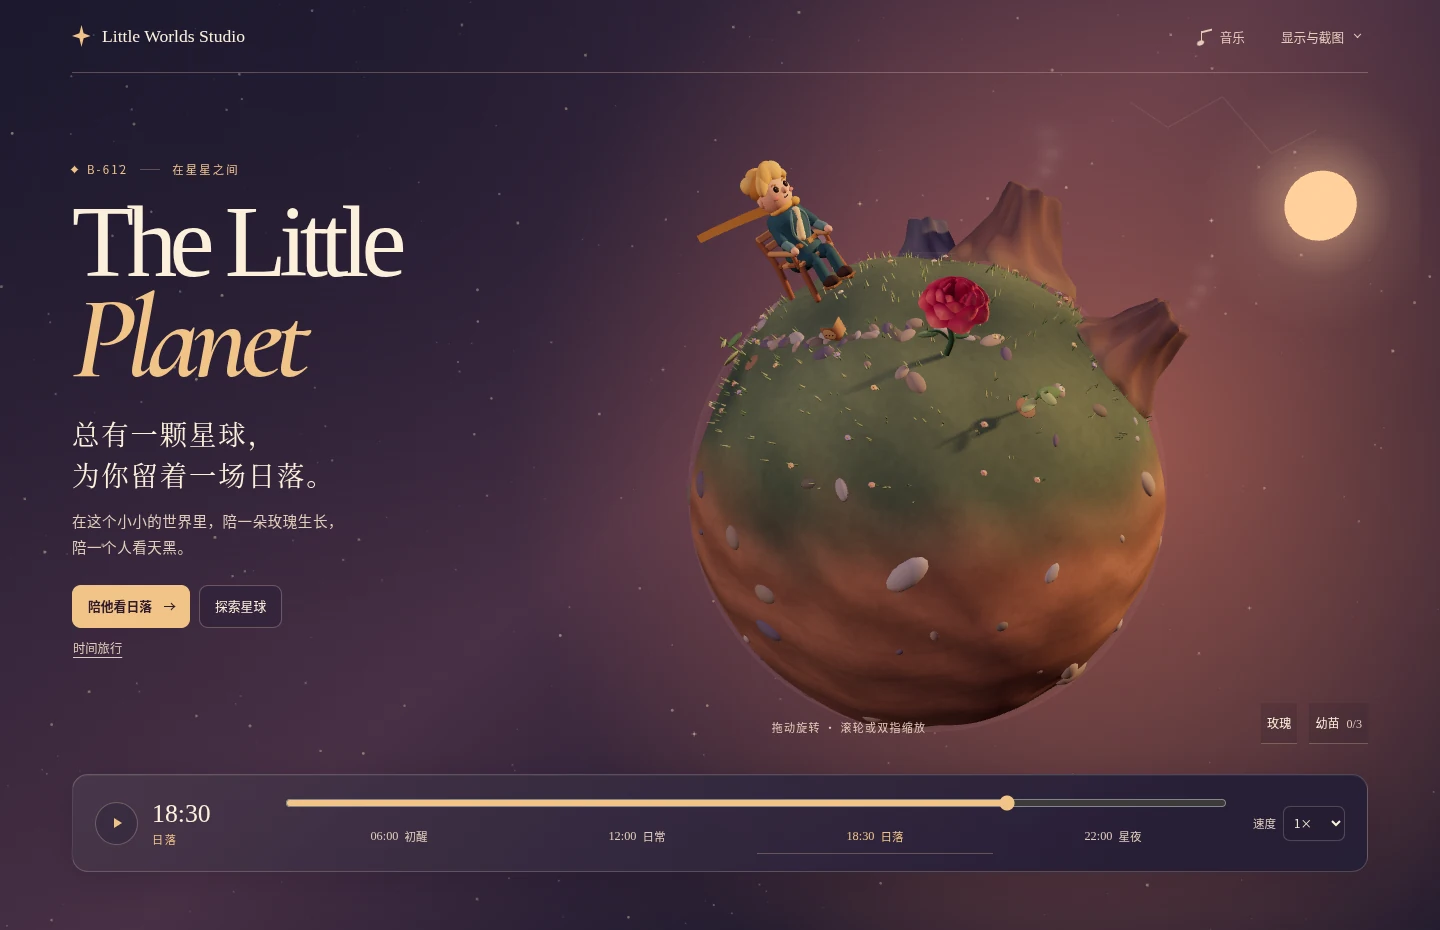 Little Worlds Studio
音乐
显示与截图
B-612 — 在星星之间
The Little
Planet
总有一颗星球，
为你留着一场日落。
在这个小小的世界里，陪一朵玫瑰生长，
陪一个人看天黑。
陪他看日落 →
探索星球
时间旅行
拖动旋转 · 滚轮或双指缩放
玫瑰
幼苗 0/3
18:30
日落
06:00 初醒
12:00 日常
18:30 日落
22:00 星夜
速度
1×